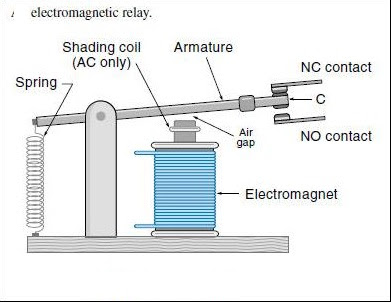 electromagnetic relay.
Shading coil
(AC only)
Armature
Spring
NC contact
C
Air
gap
NO contact
Electromagnet